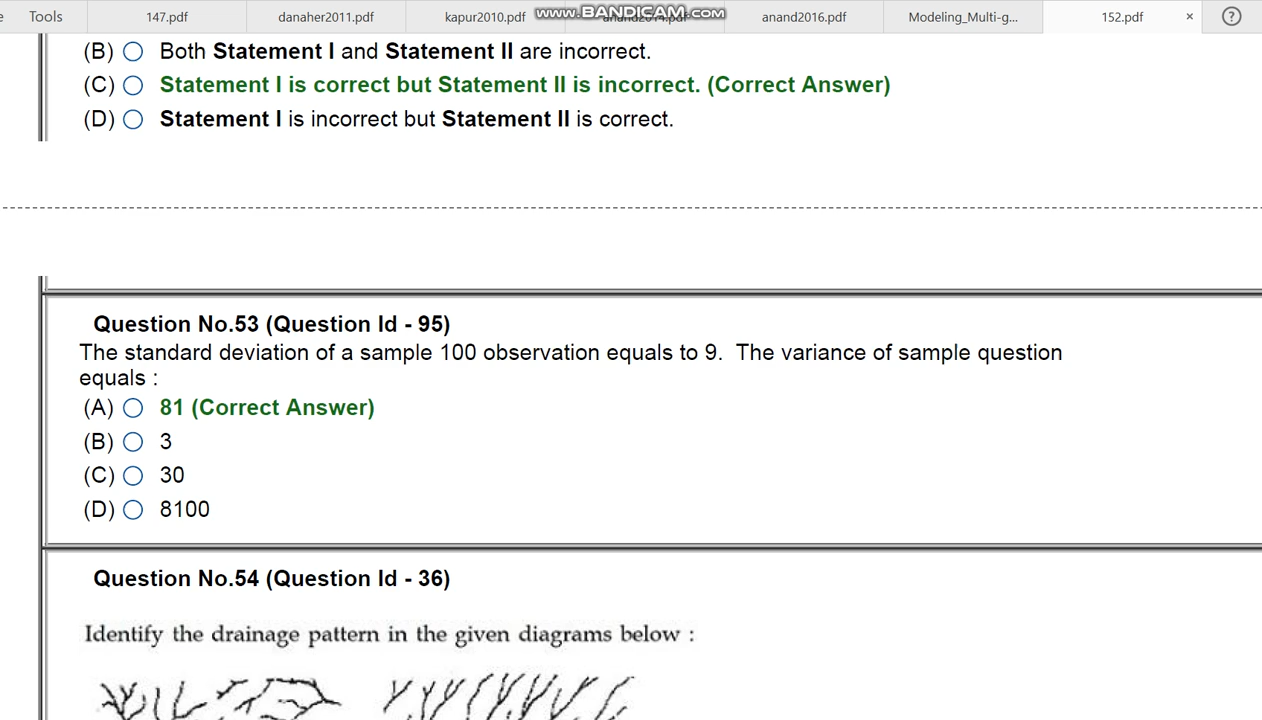 Tools 147.pdf danaher2011.pdf kapur2010.pdf anand2014.pdf anand2016.pdf Modeling_Multi-g... 152.pdf × ?
www.BANDICAM.com
(B) Both Statement I and Statement II are incorrect.
(C) Statement I is correct but Statement II is incorrect. (Correct Answer)
(D) Statement I is incorrect but Statement II is correct.
Question No.53 (Question Id - 95)
The standard deviation of a sample 100 observation equals to 9. The variance of sample question
equals :
(A) 81 (Correct Answer)
(B) 3
(C) 30
(D) 8100
Question No.54 (Question Id - 36)
Identify the drainage pattern in the given diagrams below :